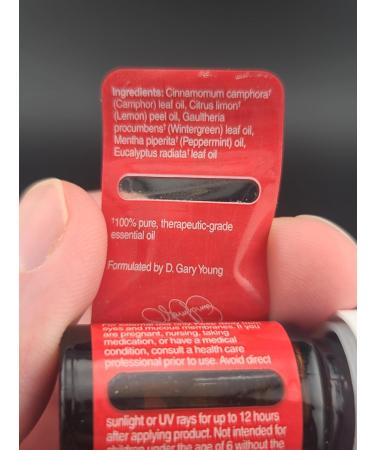 Ingredients: Cinnamomum camphora†
(Camphor) leaf oil, Citrus limon†
(Lemon) peel oil, Gaultheria
procumbens† (Wintergreen) leaf oil,
Mentha piperita† (Peppermint) oil,
Eucalyptus radiata† leaf oil
†100% pure, therapeutic-grade
essential oil
Formulated by D. Gary Young
eyes and mucous membranes. If you
are pregnant, nursing, taking
medication, or have a medical
condition, consult a health care
professional prior to use. Avoid direct
sunlight or UV rays for up to 12 hours
after applying product. Not intended for
children under the age of 6 without the